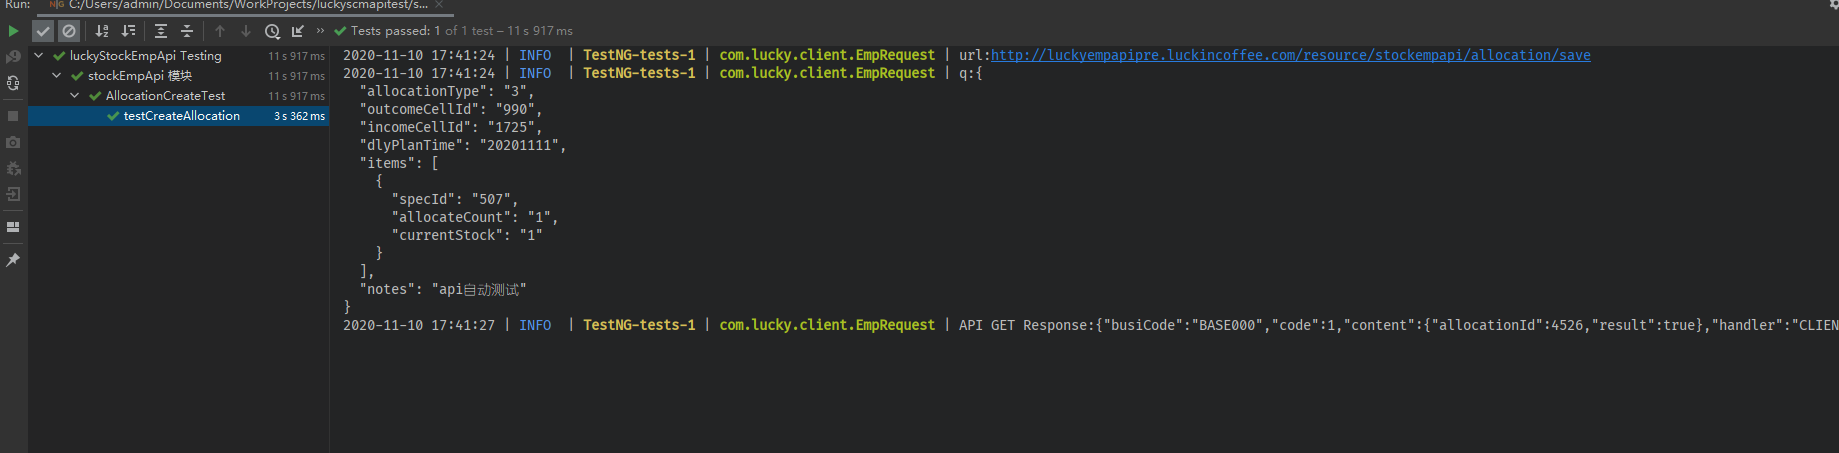 Run: C:/Users/admin/Documents/WorkProjects/luckyscmapitest/s...
Tests passed: 1 of 1 test – 11 s 917 ms
luckyStockEmpApi Testing 11 s 917 ms
stockEmpApi 模块 11 s 917 ms
AllocationCreateTest 11 s 917 ms
testCreateAllocation 3 s 362 ms
2020-11-10 17:41:24 | INFO | TestNG-tests-1 | com.lucky.client.EmpRequest | url:http://luckyempapipre.luckincoffee.com/resource/stockempapi/allocation/save
2020-11-10 17:41:24 | INFO | TestNG-tests-1 | com.lucky.client.EmpRequest | q:{
"allocationType": "3",
"outcomeCellId": "990",
"incomeCellId": "1725",
"dlyPlanTime": "20201111",
"items": [
{
"specId": "507",
"allocateCount": "1",
"currentStock": "1"
}
],
"notes": "api自动测试"
}
2020-11-10 17:41:27 | INFO | TestNG-tests-1 | com.lucky.client.EmpRequest | API GET Response:{"busiCode":"BASE000","code":1,"content":{"allocationId":4526,"result":true},"handler":"CLIEN